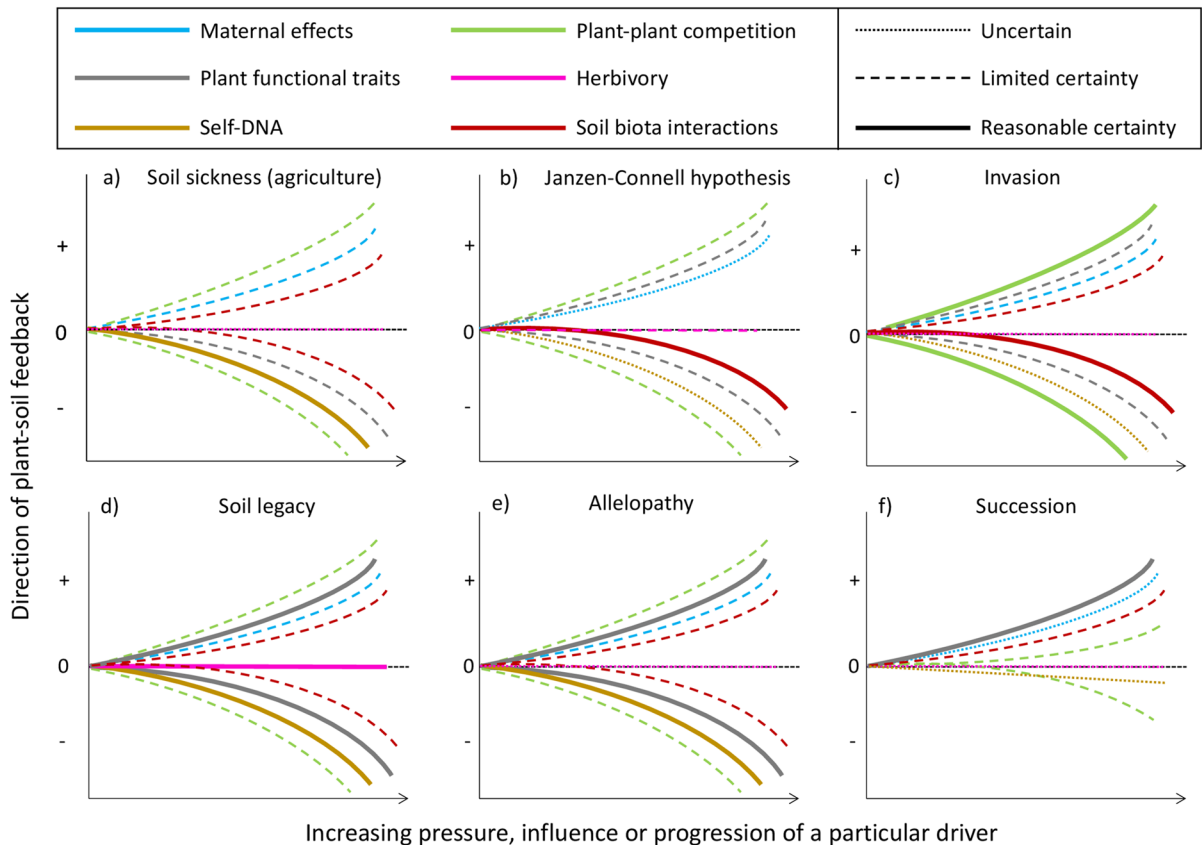 Maternal effects
Plant-plant competition
Uncertain
Plant functional traits
Herbivory
Limited certainty
Self-DNA
Soil biota interactions
Reasonable certainty
Direction of plant-soil feedback
a) Soil sickness (agriculture)
+
0
-
b) Janzen-Connell hypothesis
+
0
-
c) Invasion
+
0
-
d) Soil legacy
+
0
-
e) Allelopathy
+
0
-
f) Succession
+
0
-
Increasing pressure, influence or progression of a particular driver